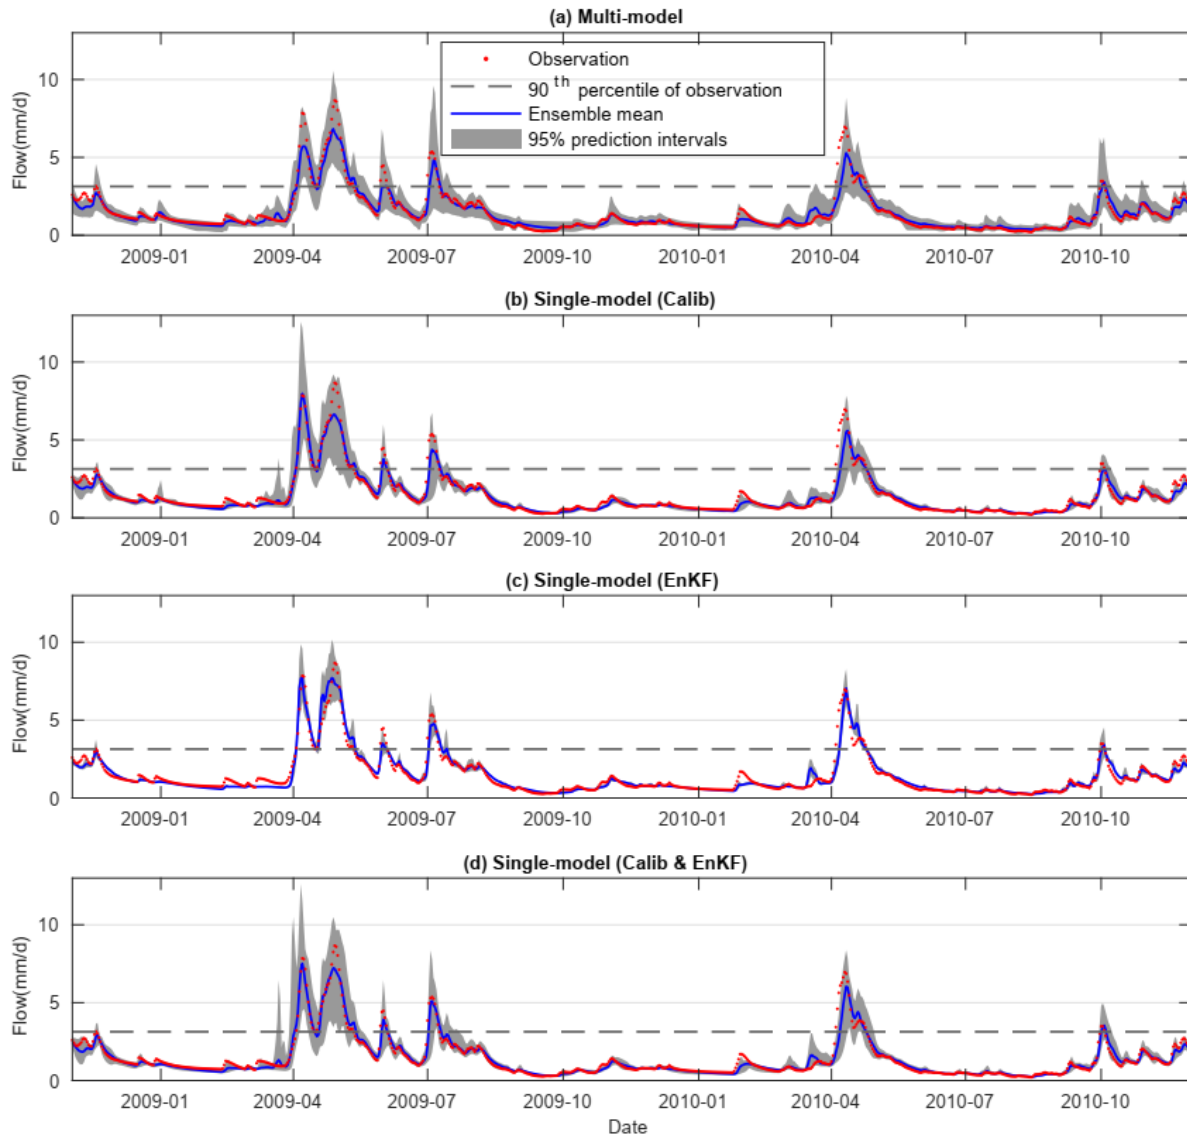 (a) Multi-model
Observation
90 th percentile of observation
Ensemble mean
95% prediction intervals
Flow(mm/d)
10
5
0
2009-01 2009-04 2009-07 2009-10 2010-01 2010-04 2010-07 2010-10
(b) Single-model (Calib)
Flow(mm/d)
10
5
0
2009-01 2009-04 2009-07 2009-10 2010-01 2010-04 2010-07 2010-10
(c) Single-model (EnKF)
Flow(mm/d)
10
5
0
2009-01 2009-04 2009-07 2009-10 2010-01 2010-04 2010-07 2010-10
(d) Single-model (Calib & EnKF)
Flow(mm/d)
10
5
0
2009-01 2009-04 2009-07 2009-10 2010-01 2010-04 2010-07 2010-10
Date